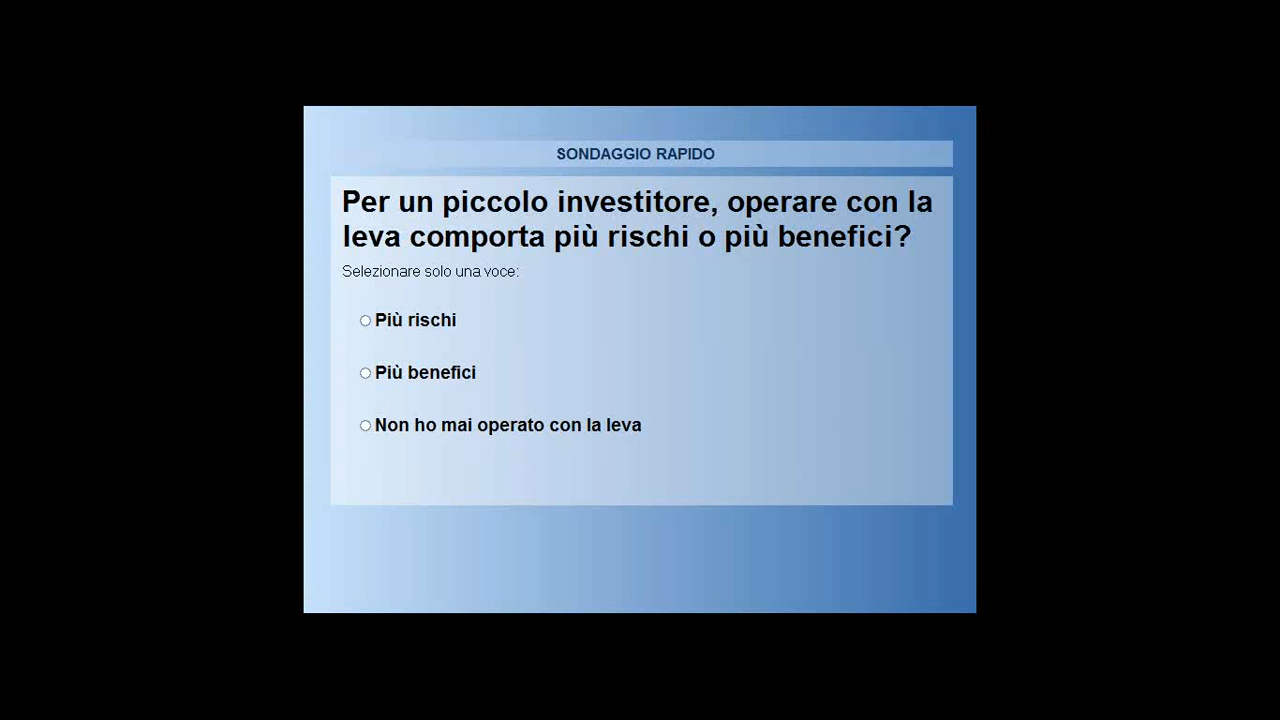 SONDAGGIO RAPIDO
Per un piccolo investitore, operare con la
leva comporta più rischi o più benefici?
Selezionare solo una voce:
Più rischi
Più benefici
Non ho mai operato con la leva